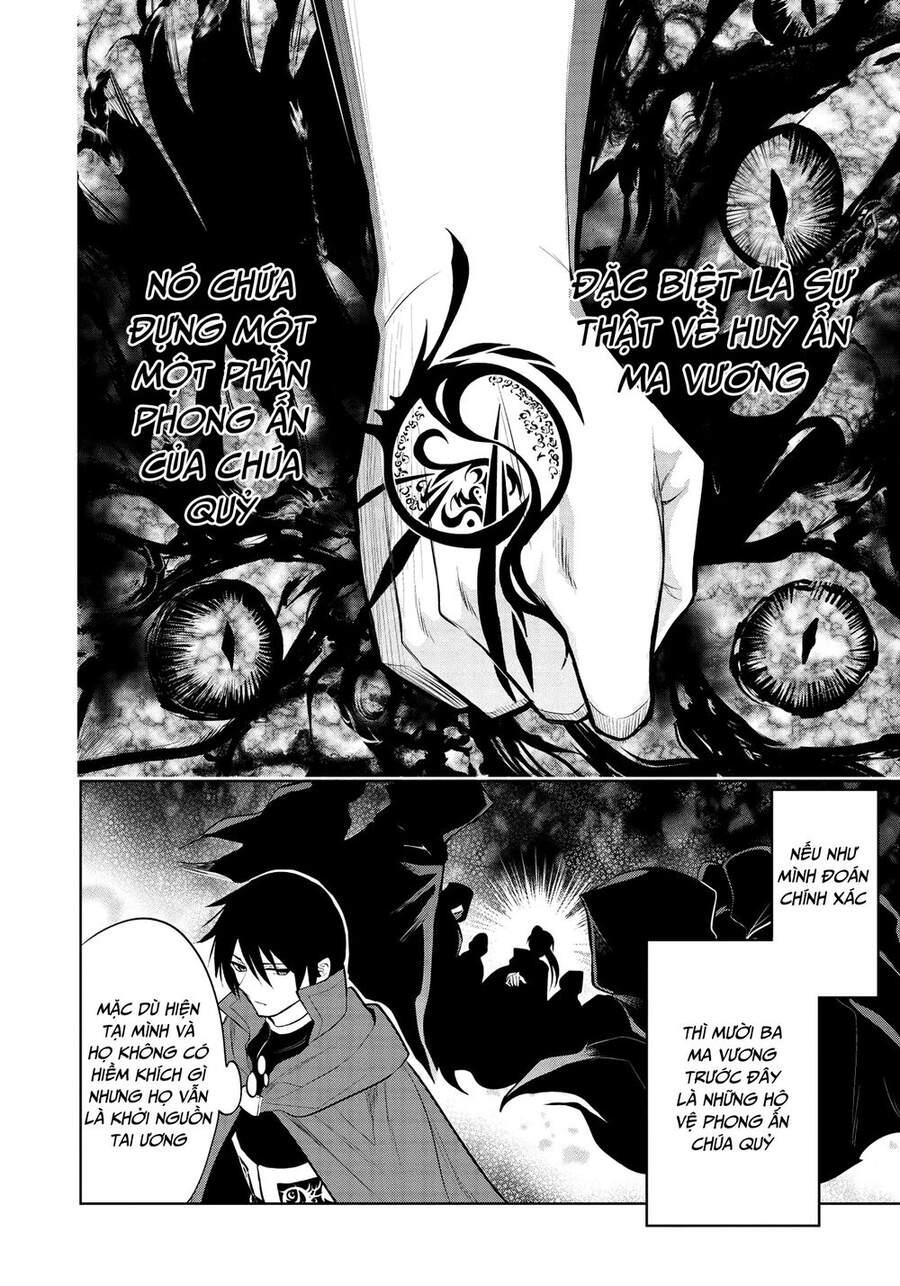 ĐẶC BIỆT LÀ SỰ
THẬT VỀ HUY ẤN
MA VƯƠNG
NÓ CHỨA
ĐỰNG MỘT
MỘT PHẦN
PHONG ẤN
CỦA CHÚA
QUỶ
NẾU NHƯ
MÌNH ĐOÁN
CHÍNH XÁC
THÌ MƯỜI BA
MA VƯƠNG
TRƯỚC ĐÂY
LÀ NHỮNG HỘ
VỆ PHONG ẤN
CHÚA QUỶ
MẶC DÙ HIỆN
TẠI MÌNH VÀ
HỌ KHÔNG CÓ
HIỀM KHÍCH GÌ
NHƯNG HỌ VẪN
LÀ KHỞI NGUỒN
TAI ƯƠNG